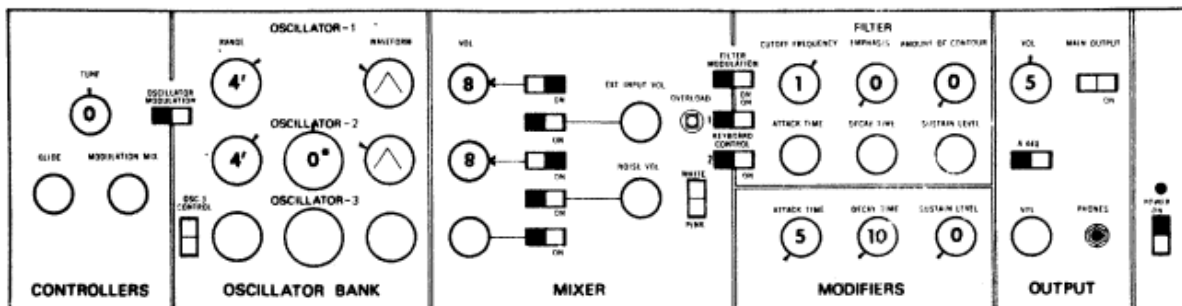 TUNE
0
OSCILLATOR MODULATION
GLIDE
MODULATION MIX
CONTROLLERS
OSCILLATOR-1
RANGE
WAVEFORM
4'
OSCILLATOR-2
4'
0°
OSC. 3 CONTROL
OSCILLATOR-3
OSCILLATOR BANK
VOL
8
ON
EXT INPUT VOL
OVERLOAD
ON
8
ON
NOISE VOL
WHITE
ON
PINK
ON
MIXER
FILTER
FILTER MODULATION
ON
ON
1
KEYBOARD CONTROL
2
ON
CUTOFF FREQUENCY
EMPHASIS
AMOUNT OF CONTOUR
1
0
0
ATTACK TIME
DECAY TIME
SUSTAIN LEVEL
ATTACK TIME
DECAY TIME
SUSTAIN LEVEL
5
10
0
MODIFIERS
VOL
MAIN OUTPUT
5
ON
A 440
VOL
PHONES
OUTPUT
POWER
ON